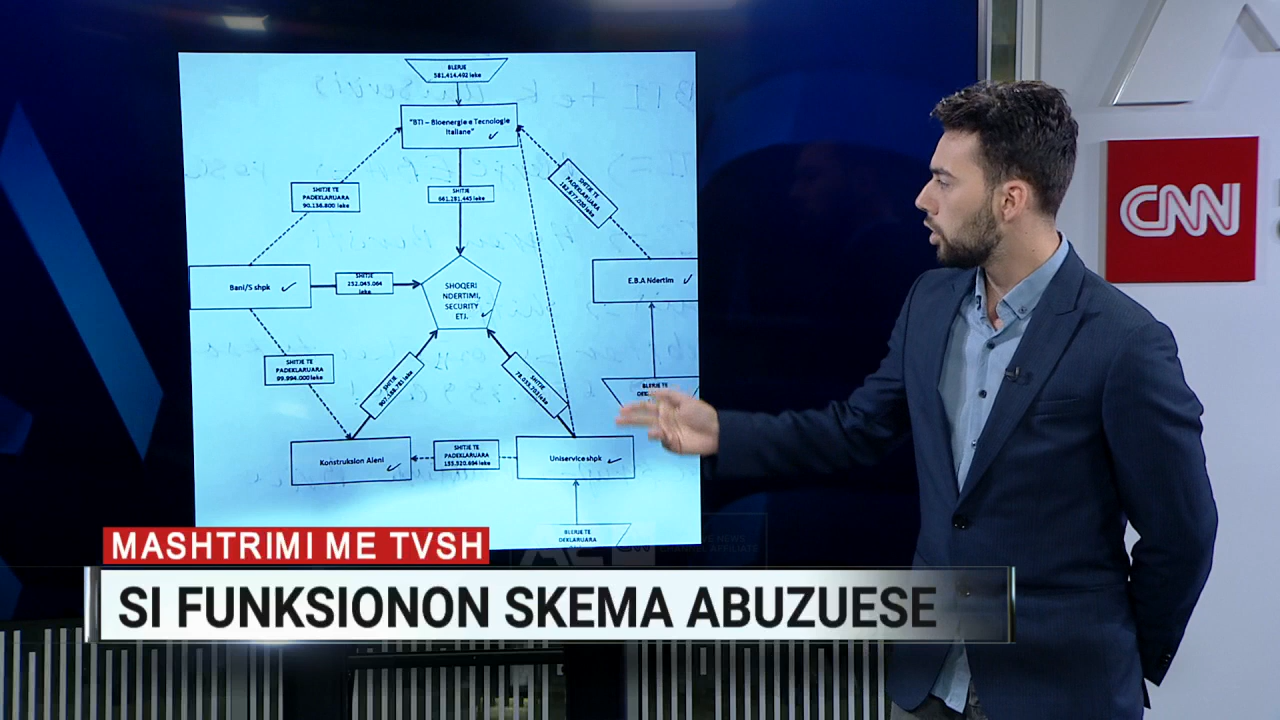 BLERJE
581.414.492 leke
"BTI – Bioenergie e Tecnologie
Italiane"
SHITJE TE
PADEKLARUARA
90.138.800 leke
SHITJE
661.281.445 leke
SHITJE TE
PADEKLARUARA
Bani/S shpk
SHITJE
252.045.064
leke
SHOQERI
NDERTIMI,
SECURITY
ETJ.
E.B.A Ndertim
SHITJE TE
PADEKLARUARA
99.994.000 leke
SHITJE
SHITJE
BLERJE TE
Konstruksion Aleni
SHITJE TE
PADEKLARUARA
155.520.694 leke
Uniservice shpk
BLERJE TE
DEKLARUARA
CNN
MASHTRIMI ME TVSH
SI FUNKSIONON SKEMA ABUZUESE